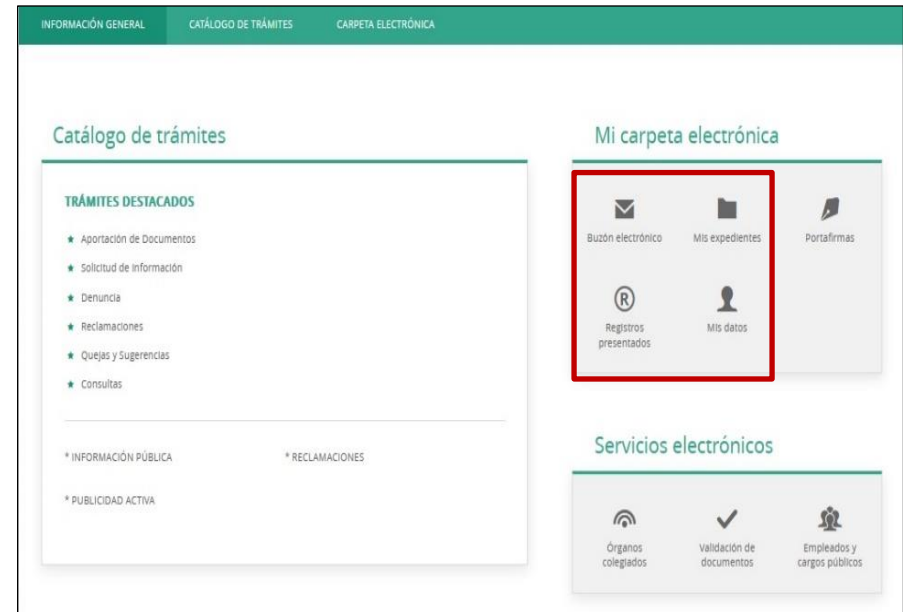 INFORMACIÓN GENERAL
CATÁLOGO DE TRÁMITES
CARPETA ELECTRÓNICA
Catálogo de trámites
TRÁMITES DESTACADOS
Aportación de Documentos
Solicitud de Información
Denuncia
Reclamaciones
Quejas y Sugerencias
Consultas
* INFORMACIÓN PÚBLICA
* RECLAMACIONES
* PUBLICIDAD ACTIVA
Mi carpeta electrónica
Buzón electrónico
Mis expedientes
Portafirmas
R
Registros
presentados
Mis datos
Servicios electrónicos
Órganos
colegiados
Validación de
documentos
Empleados y
cargos públicos